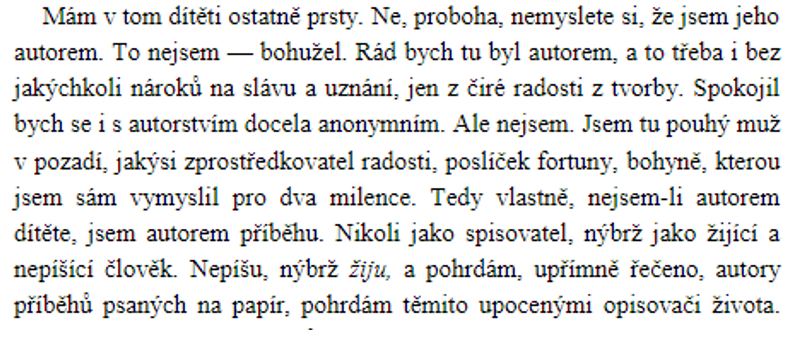 Mám v tom dítěti ostatně prsty. Ne, proboha, nemyslete si, že jsem jeho
autorem. To nejsem — bohužel. Rád bych tu byl autorem, a to třeba i bez
jakýchkoli nároků na slávu a uznání, jen z čiré radosti z tvorby. Spokojil
bych se i s autorstvím docela anonymním. Ale nejsem. Jsem tu pouhý muž
v pozadí, jakýsi zprostředkovatel radosti, poslíček fortuny, bohyně, kterou
jsem sám vymyslil pro dva milence. Tedy vlastně, nejsem-li autorem
dítěte, jsem autorem příběhu. Nikoli jako spisovatel, nýbrž jako žijící a
nepíšící člověk. Nepíšu, nýbrž žiju, a pohrdám, upřímně řečeno, autory
příběhů psaných na papír, pohrdám těmito upocenými opisovači života.